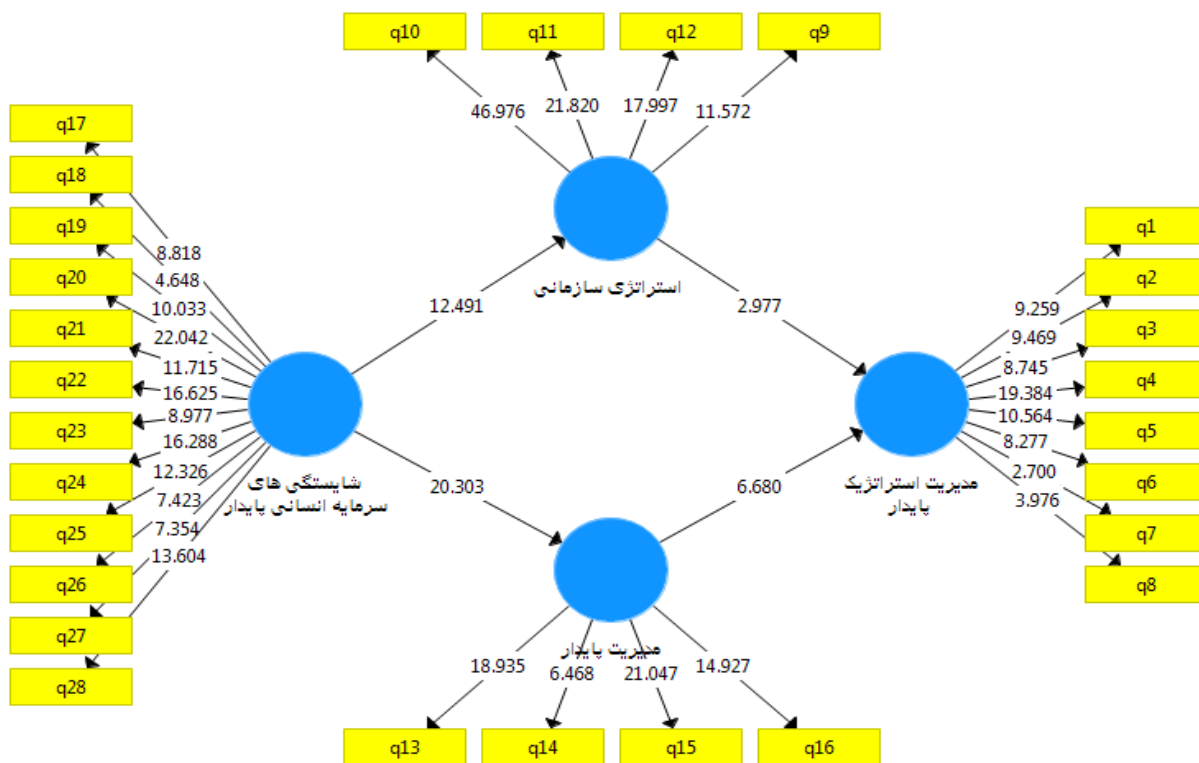 q10
q11
q12
q9
46.976
21.820
17.997
11.572
استراتژی سازمانی
q17
q18
q19
q20
q21
q22
q23
q24
q25
q26
q27
q28
8.818
4.648
10.033
22.042
11.715
16.625
8.977
16.288
12.326
7.423
7.354
13.604
شایستگی های
سرمایه انسانی پایدار
12.491
20.303
2.977
6.680
مدیریت استراتژیک
پایدار
9.259
9.469
8.745
19.384
10.564
8.277
2.700
3.976
q1
q2
q3
q4
q5
q6
q7
q8
مدیریت پایدار
18.935
6.468
21.047
14.927
q13
q14
q15
q16